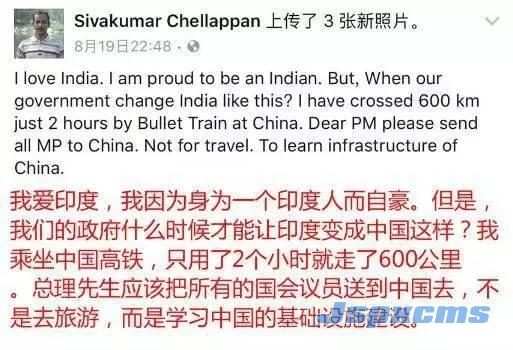 Sivakumar Chellappan 上传了 3 张新照片。
8月19日22:48 ·
I love India. I am proud to be an Indian. But, When our
government change India like this? I have crossed 600 km
just 2 hours by Bullet Train at China. Dear PM please send
all MP to China. Not for travel. To learn infrastructure of
China.
我爱印度，我因为身为一个印度人而自豪。但是，
我们的政府什么时候才能让印度变成中国这样？我
乘坐中国高铁，只用了2个小时就走了600公里
。总理先生应该把所有的国会议员送到中国去，不
是去旅游，而是学习中国的基础设施建设。
Jspxcms